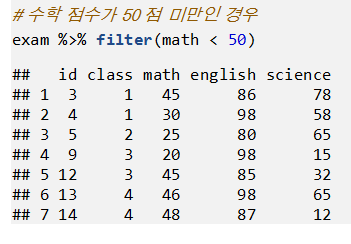 # 수학 점수가 50 점 미만인 경우
exam %>% filter(math < 50)
##   id class math english science
## 1  3     1   45      86      78
## 2  4     1   30      98      58
## 3  5     2   25      80      65
## 4  9     3   20      98      15
## 5 12     3   45      85      32
## 6 13     4   46      98      65
## 7 14     4   48      87      12